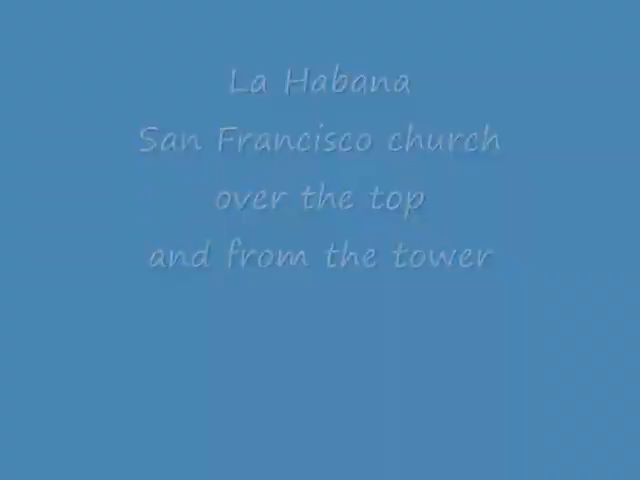 La Habana
San Francisco church
over the top
and from the tower